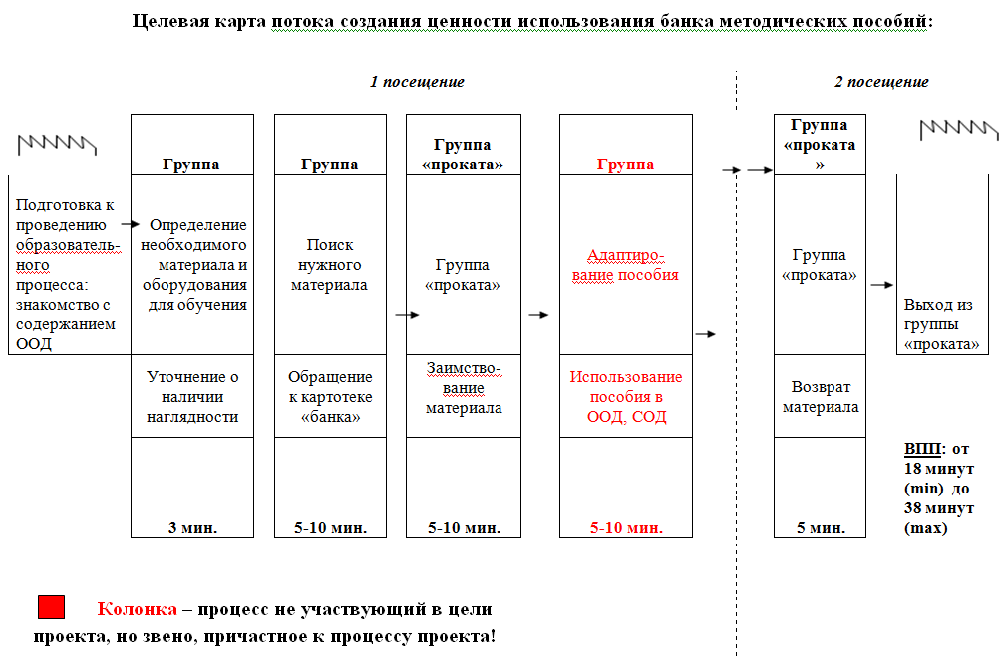 Целевая карта потока создания ценности использования банка методических пособий:
1 посещение
2 посещение
Подготовка к
проведению
образователь-
ного
процесса:
знакомство с
содержанием
ООД
Группа
Определение
необходимого
материала и
оборудования
для обучения
Уточнение о
наличии
наглядности
3 мин.
Группа
Поиск
нужного
материала
Обращение
к картотеке
«банка»
5-10 мин.
Группа
«проката»
Группа
«проката»
Заимство-
вание
материала
5-10 мин.
Группа
Адаптиро-
вание пособия
Использование
пособия в
ООД, СОД
5-10 мин.
Группа
«проката
»
Группа
«проката»
Возврат
материала
5 мин.
Выход из
группы
«проката»
ВПП: от
18 минут
(min) до
38 минут
(max)
Колонка – процесс не участвующий в цели
проекта, но звено, причастное к процессу проекта!